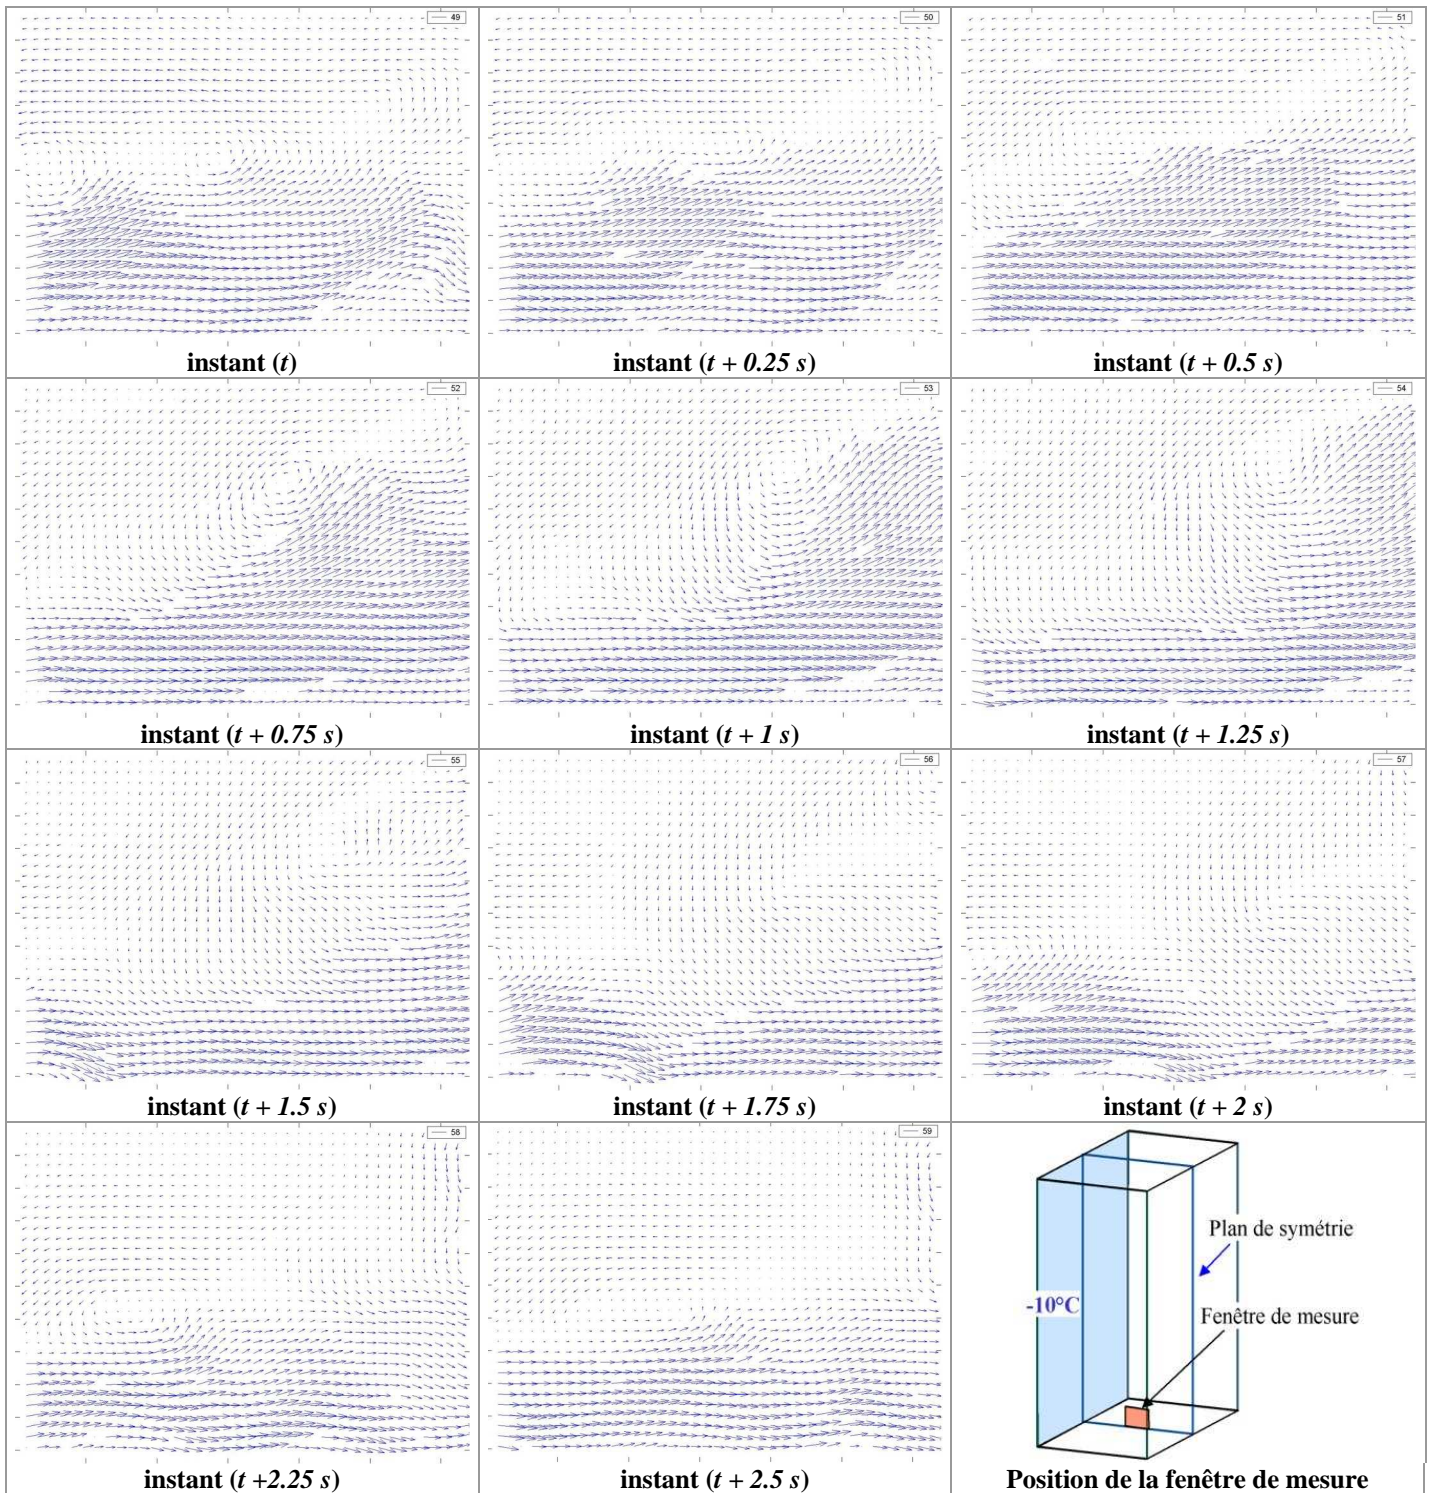 49
50
51
instant (t)
instant (t + 0.25 s)
instant (t + 0.5 s)
52
53
54
instant (t + 0.75 s)
instant (t + 1 s)
instant (t + 1.25 s)
55
56
57
instant (t + 1.5 s)
instant (t + 1.75 s)
instant (t + 2 s)
58
59
Plan de symétrie
-10°C
Fenêtre de mesure
instant (t +2.25 s)
instant (t + 2.5 s)
Position de la fenêtre de mesure